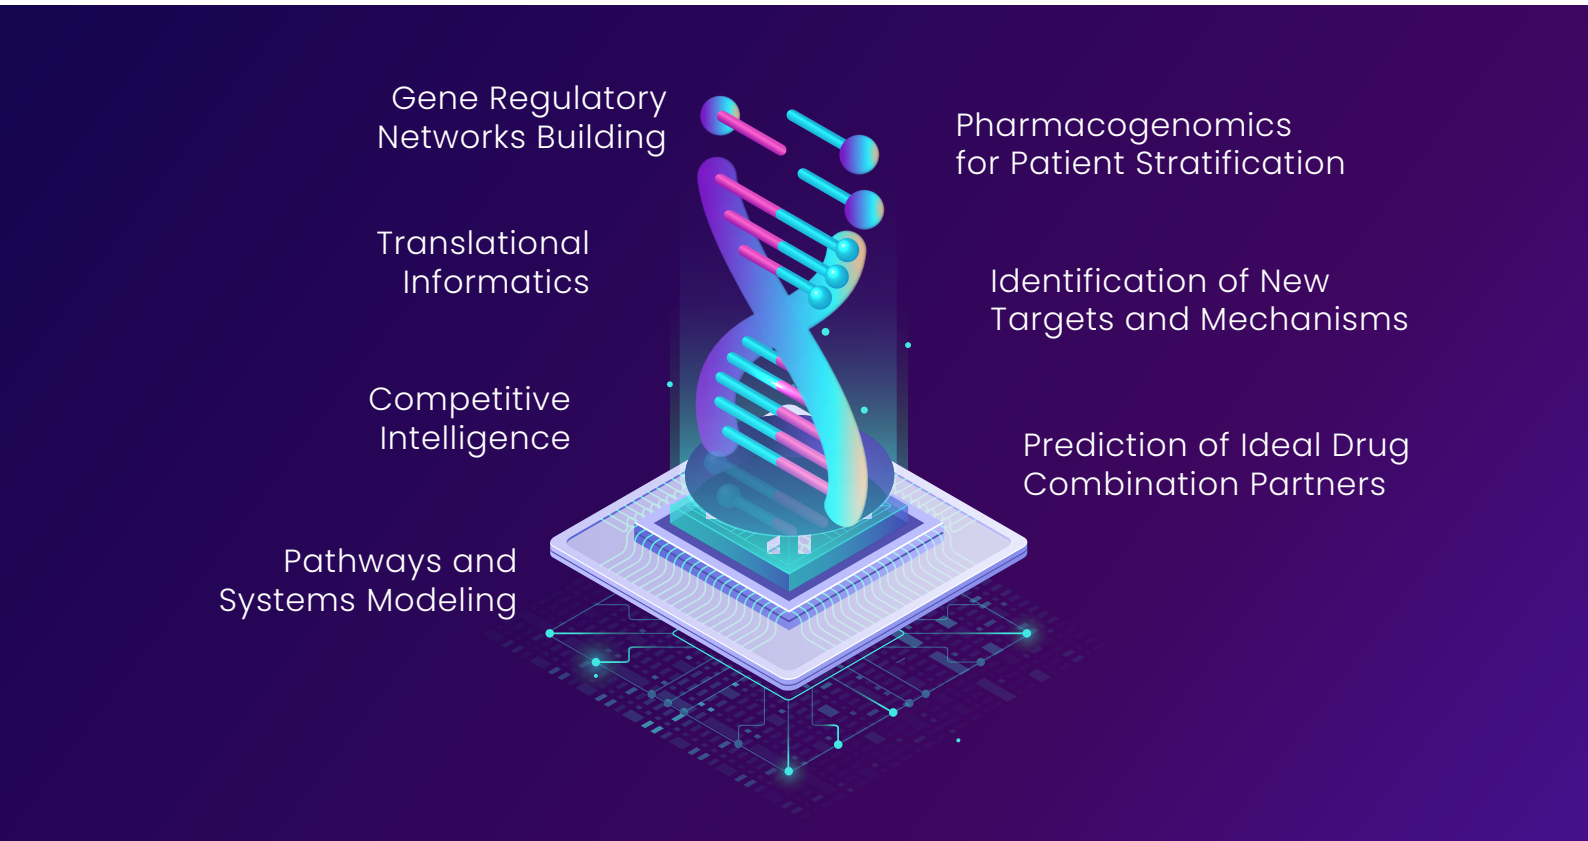 Gene Regulatory
Networks Building
Translational
Informatics
Competitive
Intelligence
Pathways and
Systems Modeling
Pharmacogenomics
for Patient Stratification
Identification of New
Targets and Mechanisms
Prediction of Ideal Drug
Combination Partners